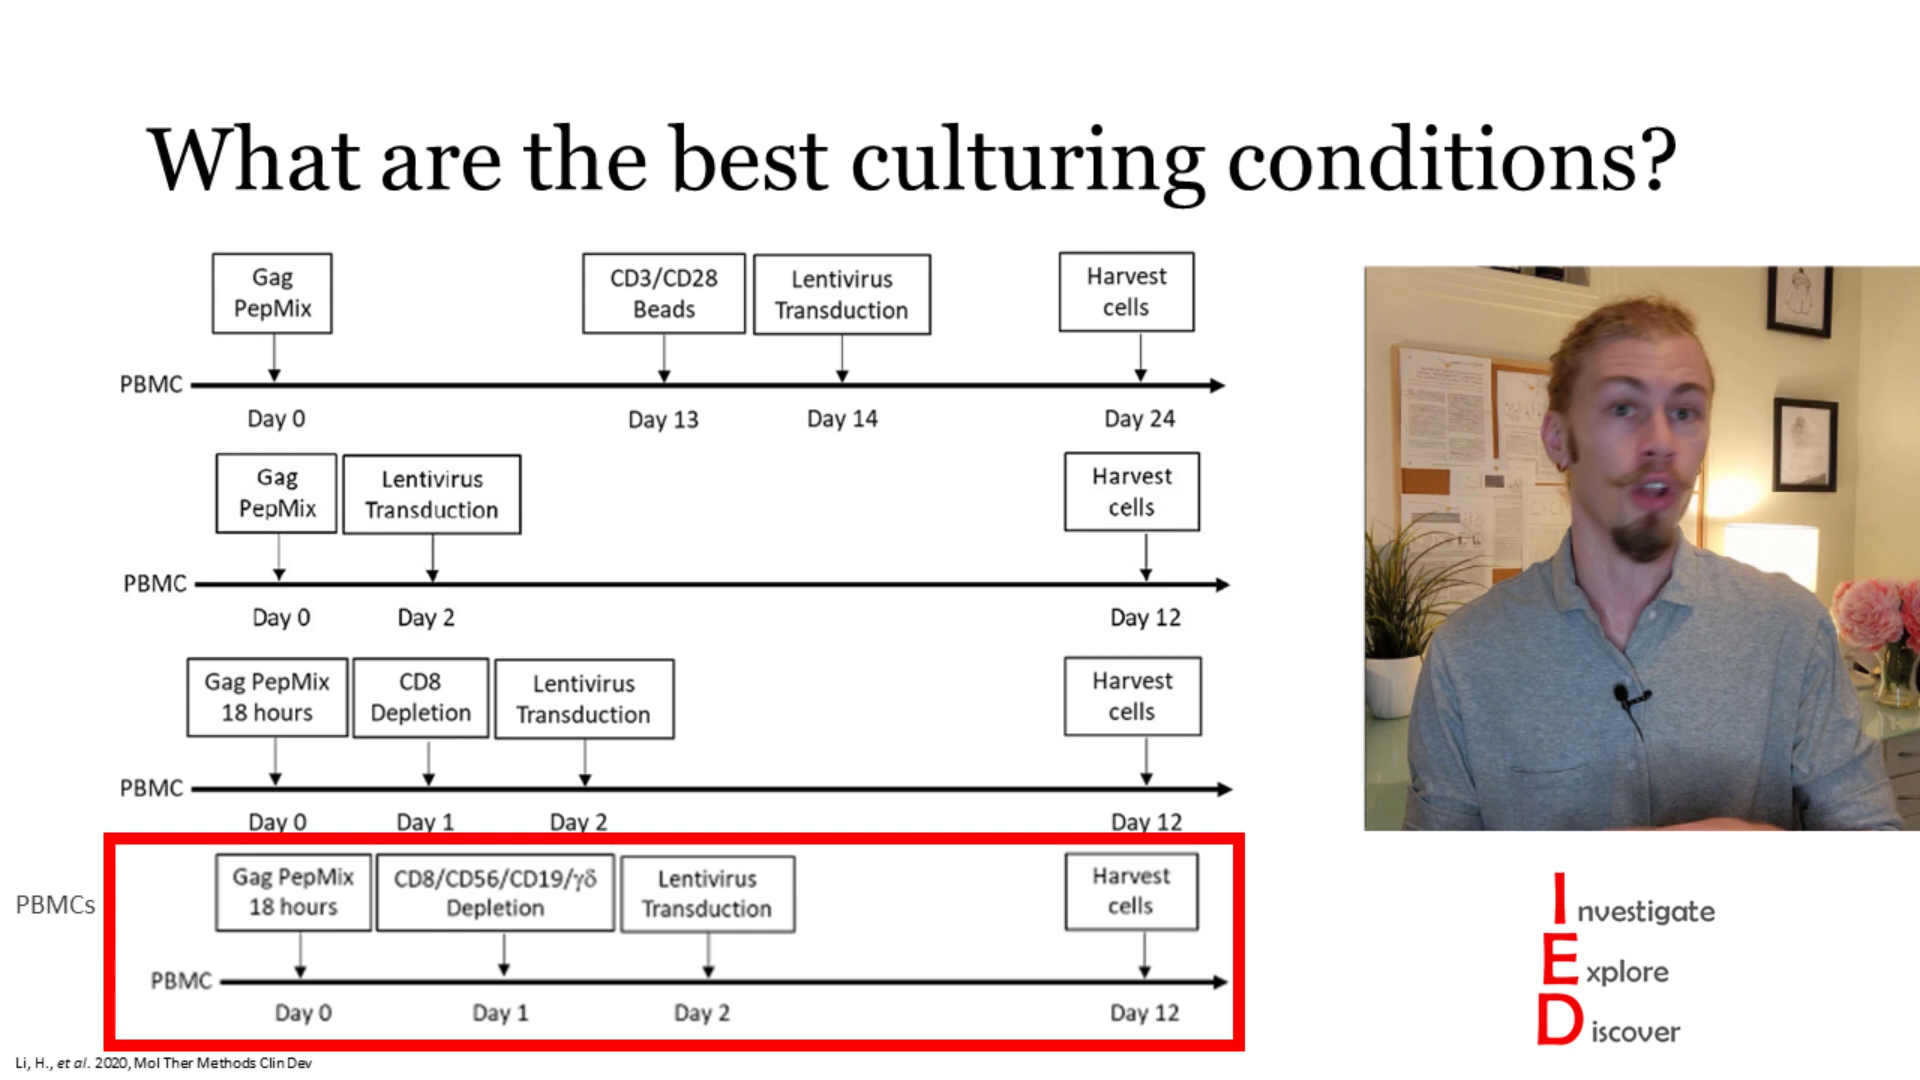 What are the best culturing conditions?
Gag
PepMix
CD3/CD28
Beads
Lentivirus
Transduction
Harvest
cells
PBMC
Day 0
Day 13
Day 14
Day 24
Gag
PepMix
Lentivirus
Transduction
Harvest
cells
PBMC
Day 0
Day 2
Day 12
Gag PepMix
18 hours
CD8
Depletion
Lentivirus
Transduction
Harvest
cells
PBMC
Day 0
Day 1
Day 2
Day 12
PBMCs
Gag PepMix
18 hours
CD8/CD56/CD19/γδ
Depletion
Lentivirus
Transduction
Harvest
cells
PBMC
Day 0
Day 1
Day 2
Day 12
Investigate
Explore
Discover
Li, H., et al. 2020, Mol Ther Methods Clin Dev